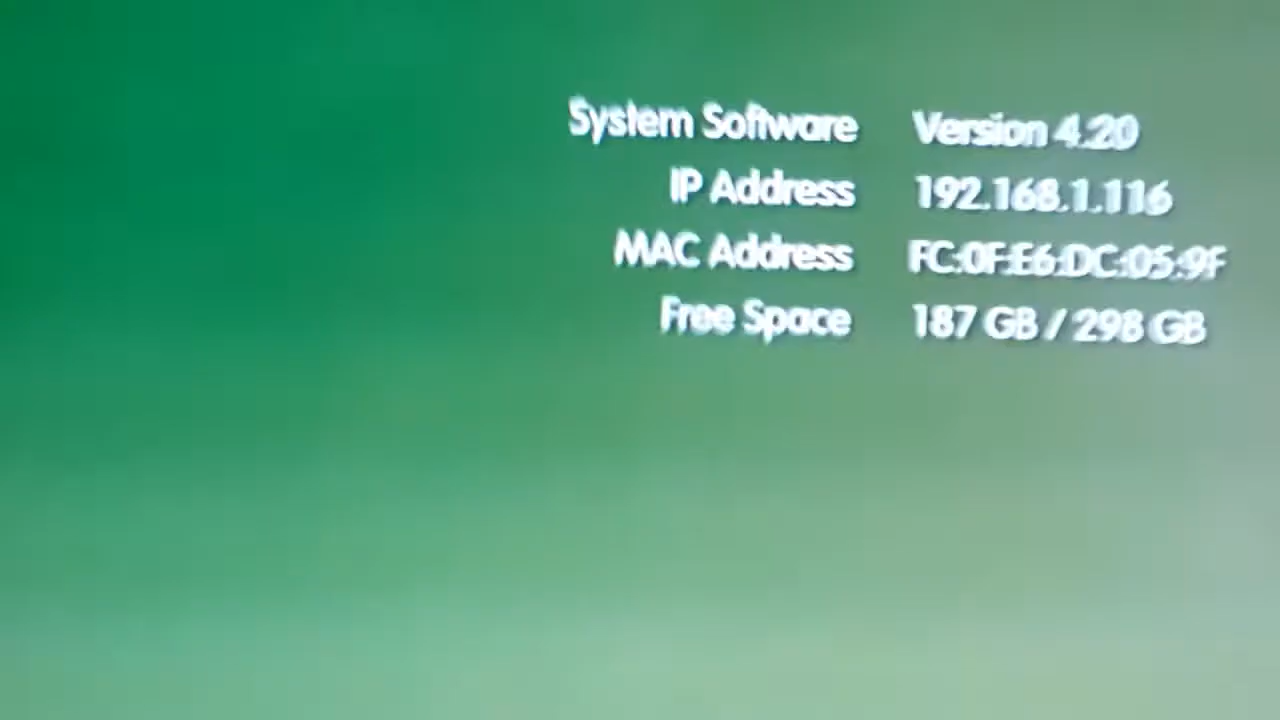 System Software Version 4.20
IP Address 192.168.1.116
MAC Address FC:0F:E6:DC:05:9F
Free Space 187 GB / 298 GB